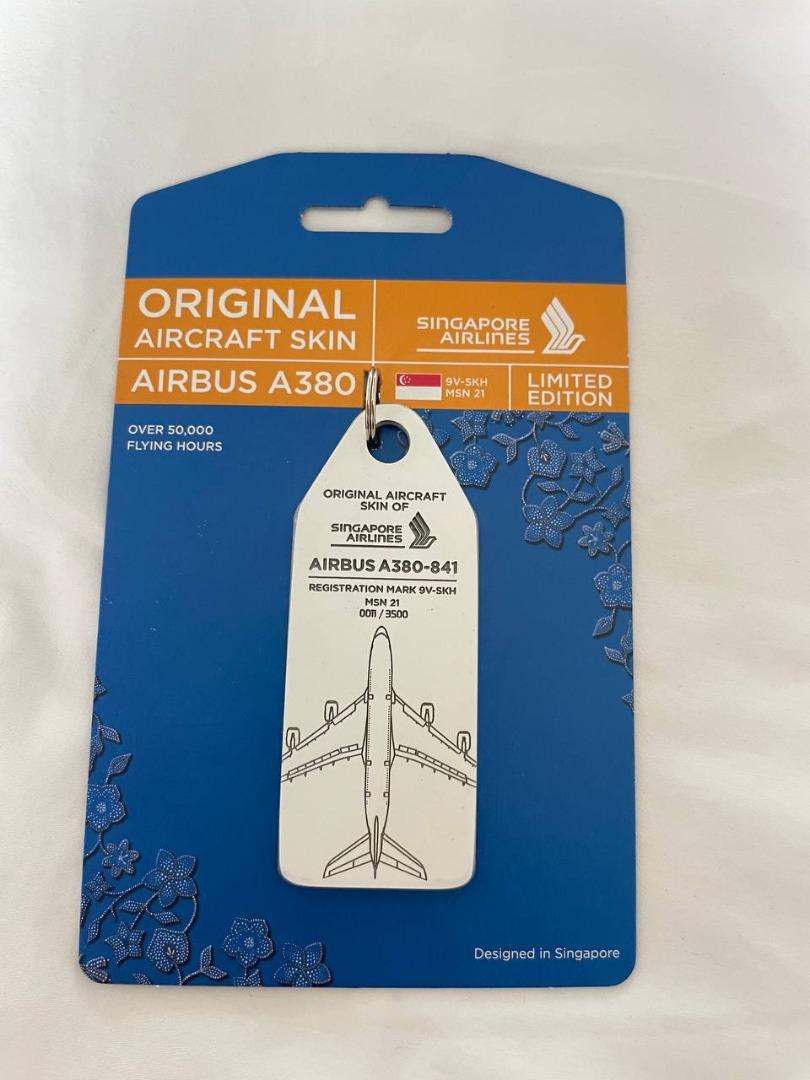 ORIGINAL
AIRCRAFT SKIN
SINGAPORE
AIRLINES
AIRBUS A380
9V-SKH
MSN 21
LIMITED
EDITION
OVER 50,000
FLYING HOURS
ORIGINAL AIRCRAFT
SKIN OF
SINGAPORE
AIRLINES
AIRBUS A380-841
REGISTRATION MARK 9V-SKH
MSN 21
0011 / 3500
Designed in Singapore